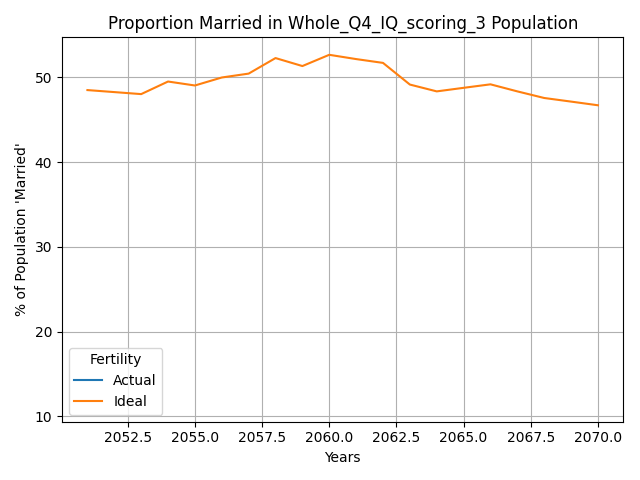 Proportion Married in Whole_Q4_IQ_scoring_3 Population
% of Population 'Married'
50
40
30
20
10
Fertility
Actual
Ideal
2052.5 2055.0 2057.5 2060.0 2062.5 2065.0 2067.5 2070.0
Years